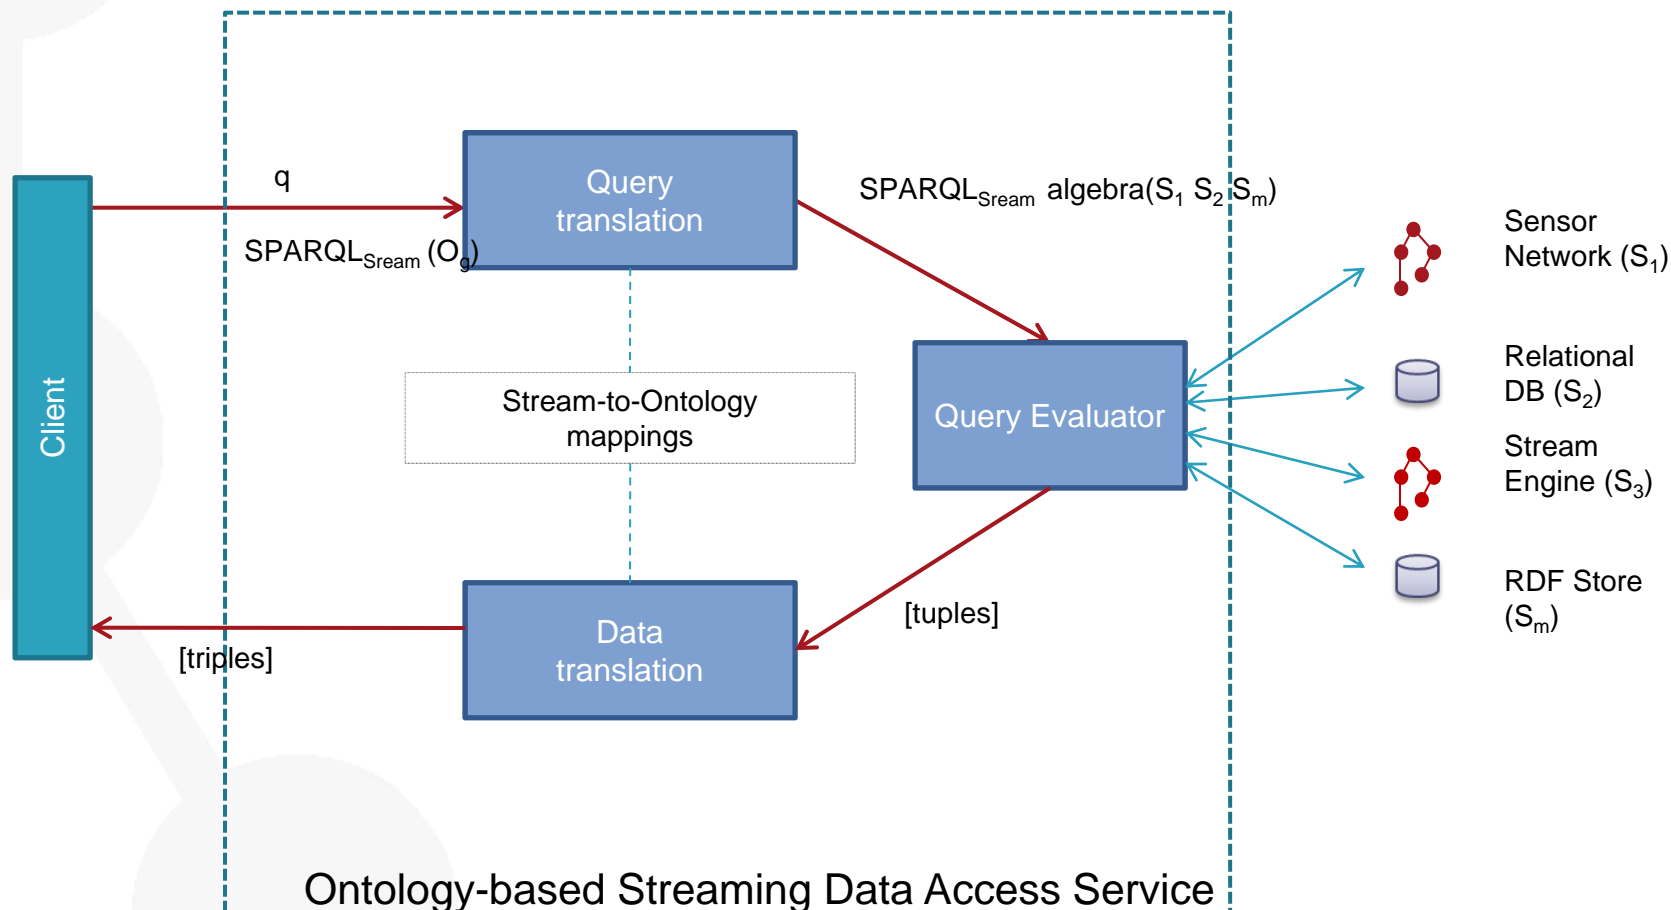 q
Query
translation
SPARQLSream algebra(S1 S2 Sm)
SPARQLSream (Og)
Sensor
Network (S1)
Client
Stream-to-Ontology
mappings
Query Evaluator
Relational
DB (S2)
Stream
Engine (S3)
RDF Store
(Sm)
[tuples]
Data
translation
[triples]
Ontology-based Streaming Data Access Service